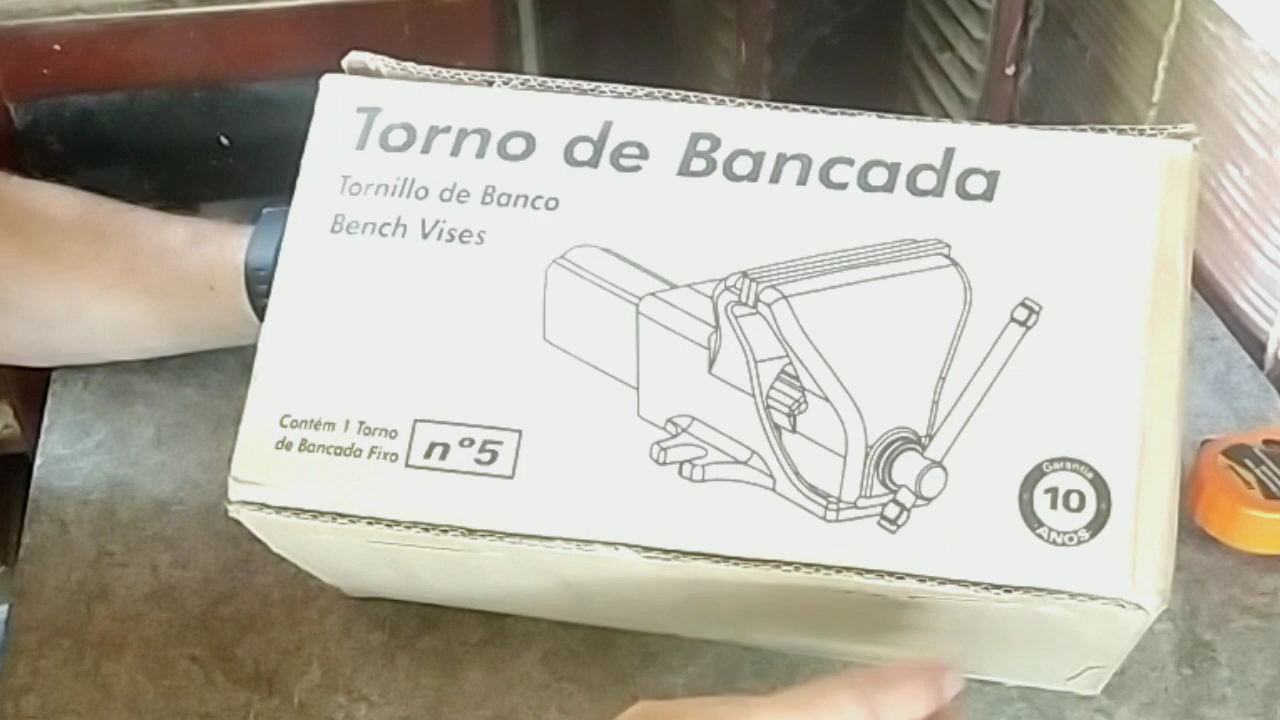 Torno de Bancada
Tornillo de Banco
Bench Vises
Contém 1 Torno
de Bancada Fixo
nº5
Garantia
10
ANOS